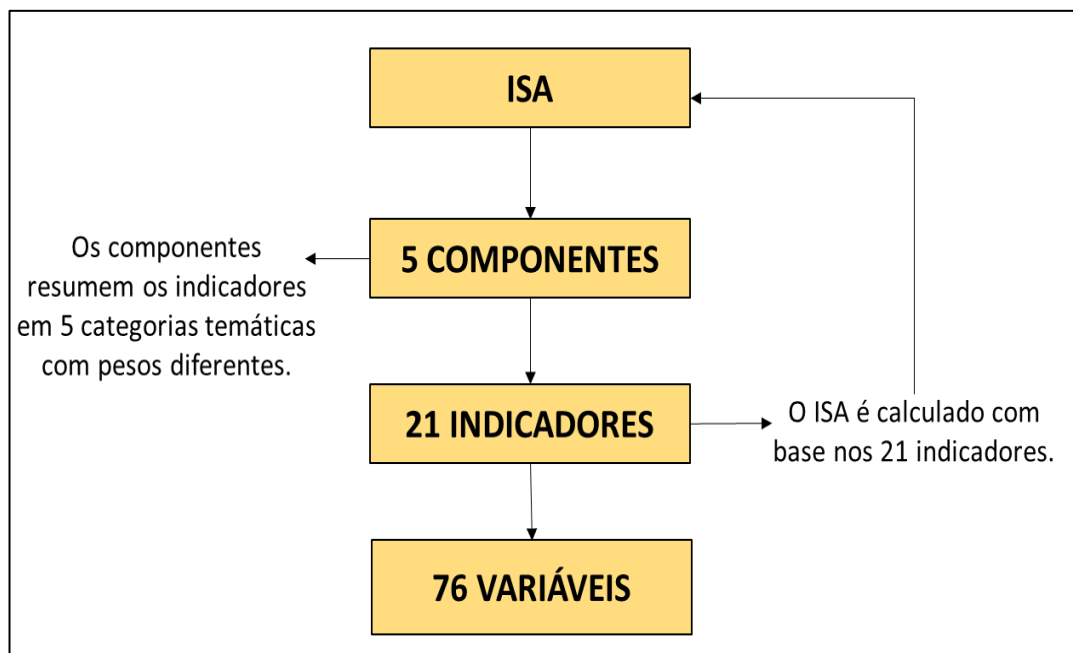 ISA
5 COMPONENTES
Os componentes
resumem os indicadores
em 5 categorias temáticas
com pesos diferentes.
21 INDICADORES
O ISA é calculado com
base nos 21 indicadores.
76 VARIÁVEIS